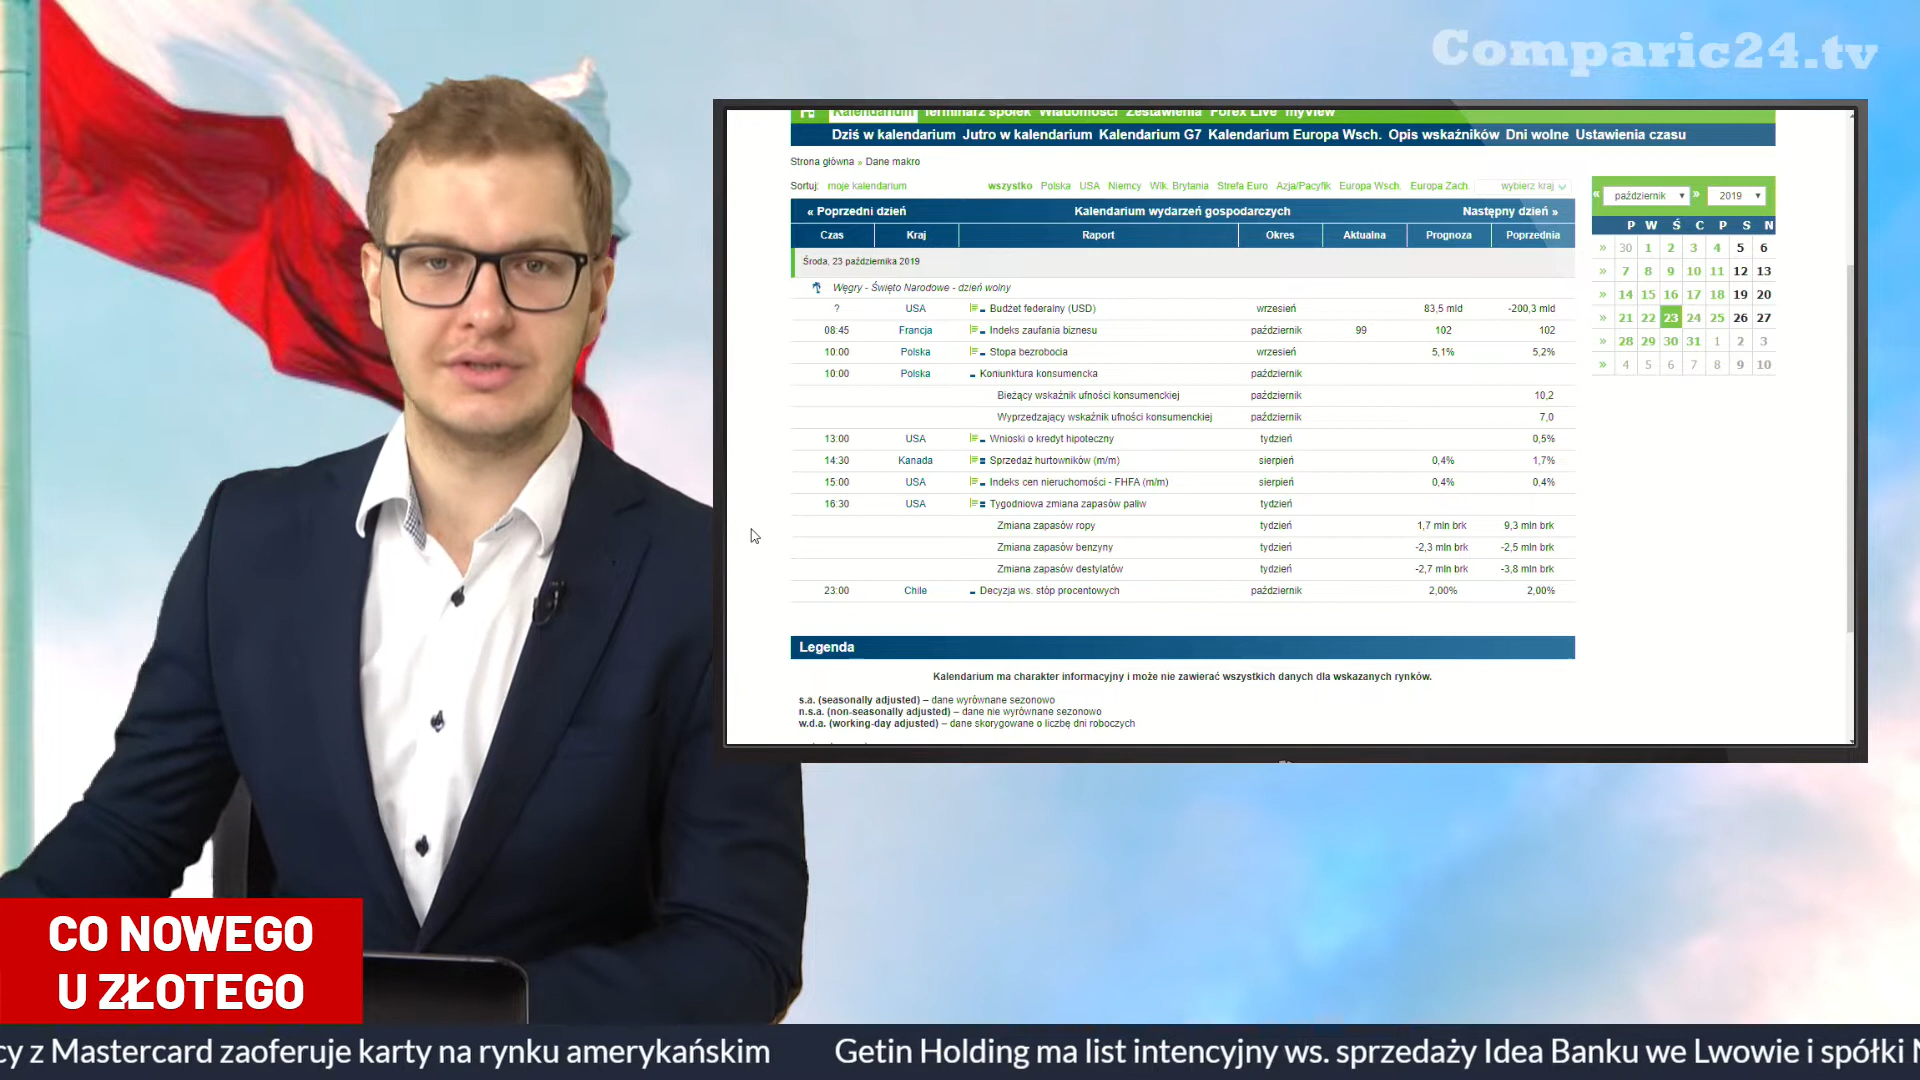 Comparic24.tv
Kalendarium Terminarz spółek Wiadomości Zestawienia Forex Live myView
Dziś w kalendarium Jutro w kalendarium Kalendarium G7 Kalendarium Europa Wsch. Opis wskaźników Dni wolne Ustawienia czasu
Strona główna » Dane makro
Sortuj: moje kalendarium wszystko Polska USA Niemcy Wlk. Brytania Strefa Euro Azja/Pacyfik Europa Wsch. Europa Zach. wybierz kraj
« Poprzedni dzień Kalendarium wydarzeń gospodarczych Następny dzień »
Czas Kraj Raport Okres Aktualna Prognoza Poprzednia
Środa, 23 października 2019
Węgry - Święto Narodowe - dzień wolny
? USA Budżet federalny (USD) wrzesień 83,5 mld -200,3 mld
08:45 Francja Indeks zaufania biznesu październik 99 102 102
10:00 Polska Stopa bezrobocia wrzesień 5,1% 5,2%
10:00 Polska Koniunktura konsumencka październik
Bieżący wskaźnik ufności konsumenckiej październik 10,2
Wyprzedzający wskaźnik ufności konsumenckiej październik 7,0
13:00 USA Wnioski o kredyt hipoteczny tydzień 0,5%
14:30 Kanada Sprzedaż hurtowników (m/m) sierpień 0,4% 1,7%
15:00 USA Indeks cen nieruchomości - FHFA (m/m) sierpień 0,4% 0,4%
16:30 USA Tygodniowa zmiana zapasów paliw tydzień
Zmiana zapasów ropy tydzień 1,7 mln brk 9,3 mln brk
Zmiana zapasów benzyny tydzień -2,3 mln brk -2,5 mln brk
Zmiana zapasów destylatów tydzień -2,7 mln brk -3,8 mln brk
23:00 Chile Decyzja ws. stóp procentowych październik 2,00% 2,00%
« październik » 2019
P W Ś C P S N
» 30 1 2 3 4 5 6
» 7 8 9 10 11 12 13
» 14 15 16 17 18 19 20
» 21 22 23 24 25 26 27
» 28 29 30 31 1 2 3
» 4 5 6 7 8 9 10
Legenda
Kalendarium ma charakter informacyjny i może nie zawierać wszystkich danych dla wskazanych rynków.
s.a. (seasonally adjusted) – dane wyrównane sezonowo
n.s.a. (non-seasonally adjusted) – dane nie wyrównane sezonowo
w.d.a. (working-day adjusted) – dane skorygowane o liczbę dni roboczych
CO NOWEGO
U ZŁOTEGO
cy z Mastercard zaoferuje karty na rynku amerykańskim Getin Holding ma list intencyjny ws. sprzedaży Idea Banku we Lwowie i spółki